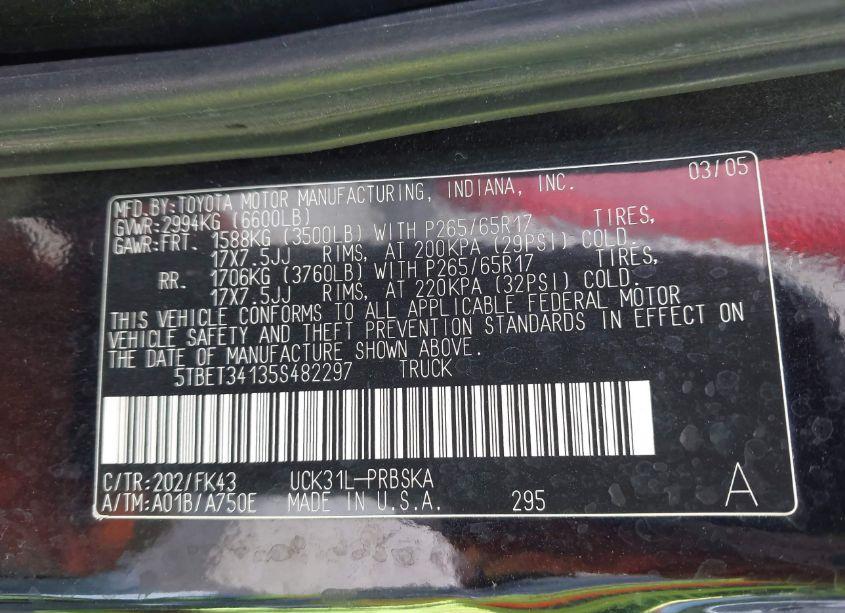 MFD.BY:TOYOTA MOTOR MANUFACTURING, INDIANA, INC. 03/05
GVWR:2994KG (6600LB)
GAWR:FRT. 1588KG (3500LB) WITH P265/65R17 TIRES,
17X7.5JJ RIMS, AT 200KPA (29PSI) COLD.
RR. 1706KG (3760LB) WITH P265/65R17 TIRES,
17X7.5JJ RIMS, AT 220KPA (32PSI) COLD.
THIS VEHICLE CONFORMS TO ALL APPLICABLE FEDERAL MOTOR
VEHICLE SAFETY AND THEFT PREVENTION STANDARDS IN EFFECT ON
THE DATE OF MANUFACTURE SHOWN ABOVE.
5TBET34135S482297 TRUCK
C/TR:202/FK43 UCK31L-PRBSKA
A/TM:A01B/A750E MADE IN U.S.A. 295 A